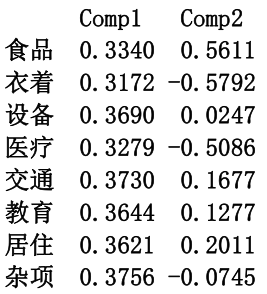 Comp1 Comp2
食品 0.3340 0.5611
衣着 0.3172 -0.5792
设备 0.3690 0.0247
医疗 0.3279 -0.5086
交通 0.3730 0.1677
教育 0.3644 0.1277
居住 0.3621 0.2011
杂项 0.3756 -0.0745